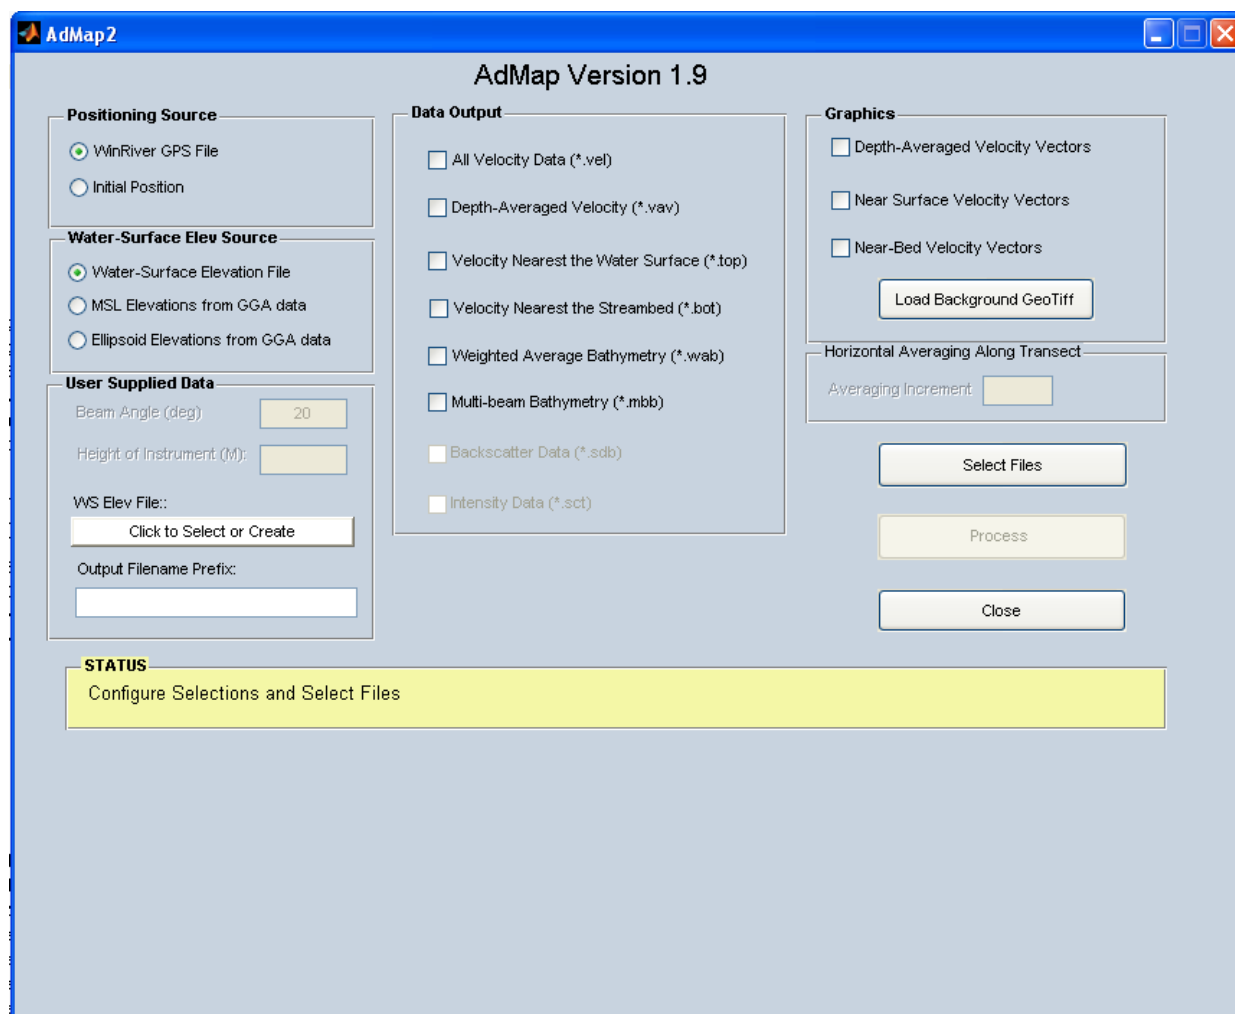 AdMap2
AdMap Version 1.9
Positioning Source
WinRiver GPS File
Initial Position
Water-Surface Elev Source
Water-Surface Elevation File
MSL Elevations from GGA data
Ellipsoid Elevations from GGA data
User Supplied Data
Beam Angle (deg) 20
Height of Instrument (M):
WS Elev File::
Click to Select or Create
Output Filename Prefix:
Data Output
All Velocity Data (*.vel)
Depth-Averaged Velocity (*.vav)
Velocity Nearest the Water Surface (*.top)
Velocity Nearest the Streambed (*.bot)
Weighted Average Bathymetry (*.wab)
Multi-beam Bathymetry (*.mbb)
Backscatter Data (*.sdb)
Intensity Data (*.sct)
Graphics
Depth-Averaged Velocity Vectors
Near Surface Velocity Vectors
Near-Bed Velocity Vectors
Load Background GeoTiff
Horizontal Averaging Along Transect
Averaging Increment
Select Files
Process
Close
STATUS
Configure Selections and Select Files